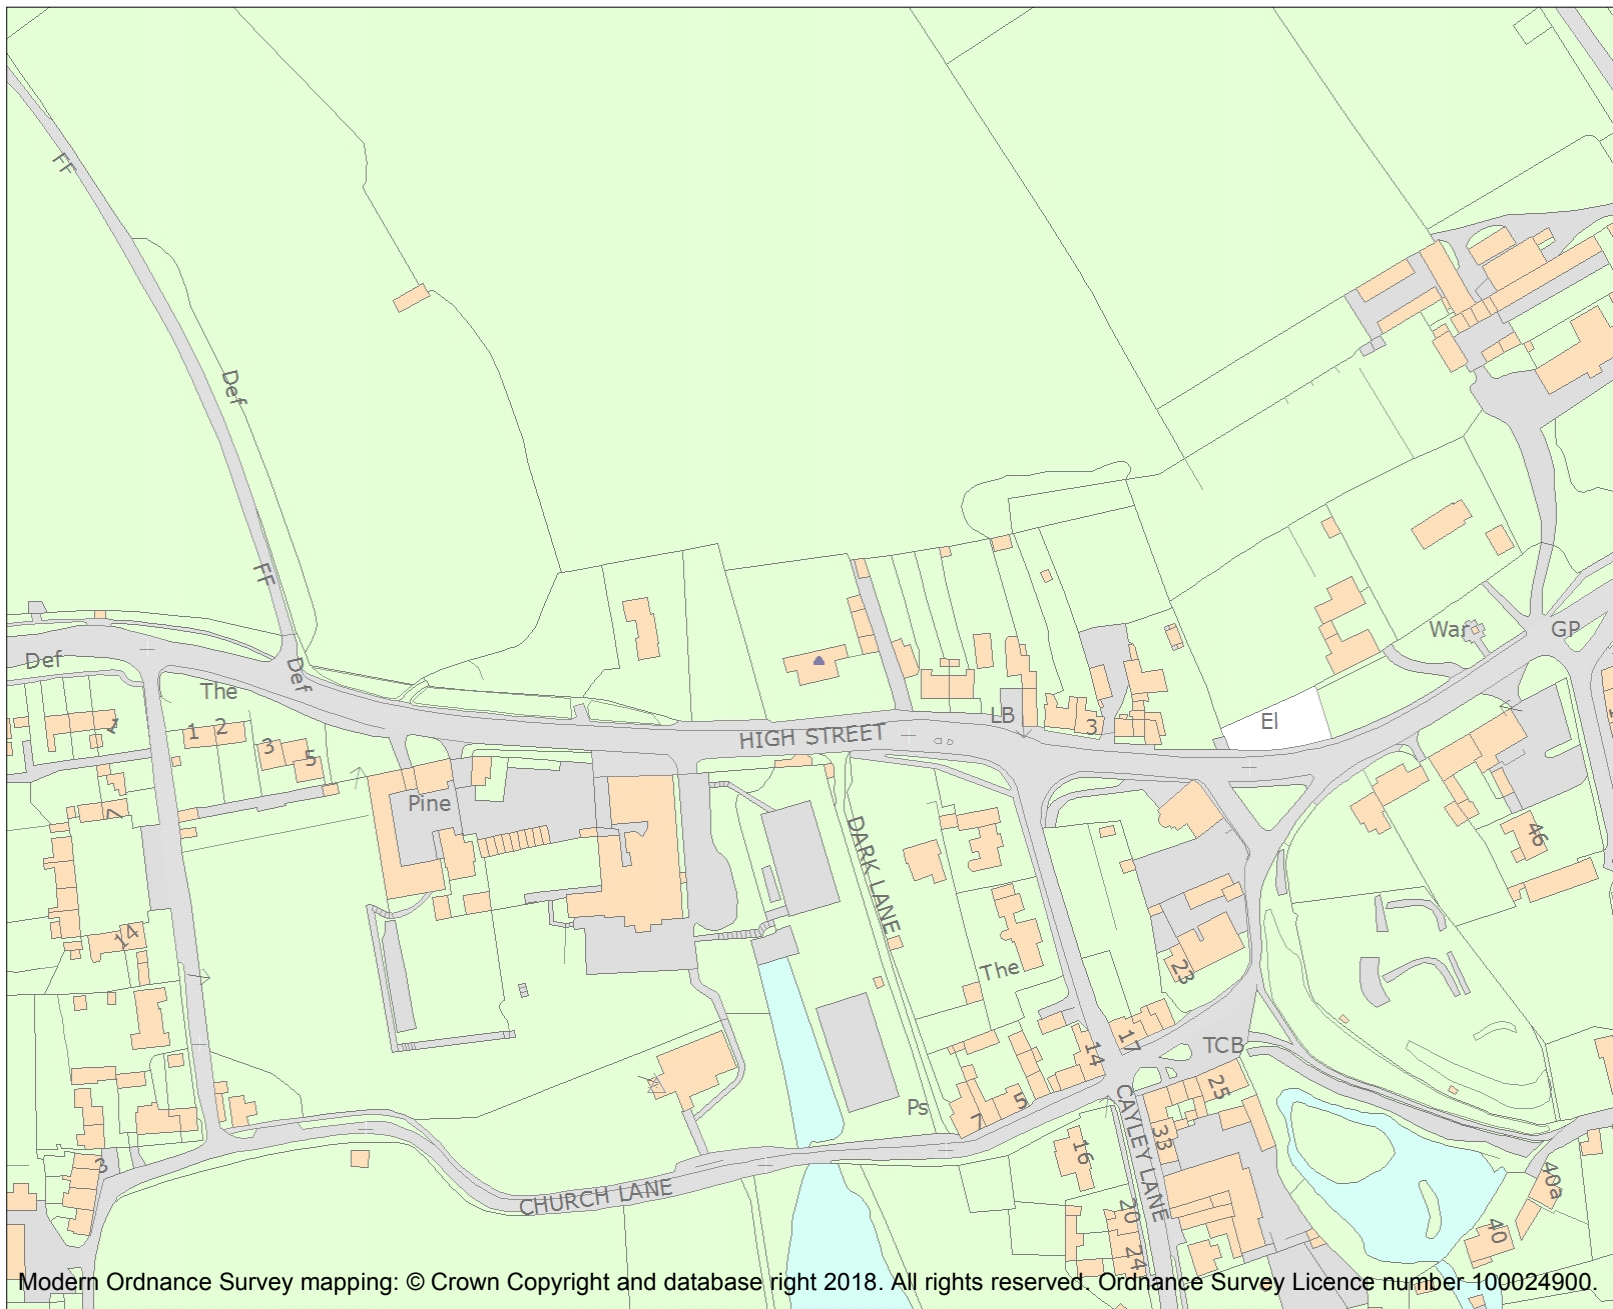 FF
Def
FF
Def
The
Def
War
GP
LB
El
1
1
2
3
5
3
HIGH STREET
Pine
7
DARK LANE
46
14
The
23
17
14
TCB
25
Ps
7
5
CAYLEY LANE
33
16
3
CHURCH LANE
20
24
40a
40
Modern Ordnance Survey mapping: © Crown Copyright and database right 2018. All rights reserved. Ordnance Survey Licence number 100024900.